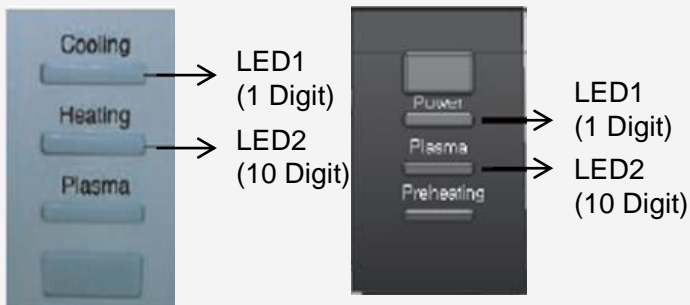 Cooling
LED1
(1 Digit)
Heating
LED2
(10 Digit)
Plasma
Power
LED1
(1 Digit)
Plasma
LED2
(10 Digit)
Preheating